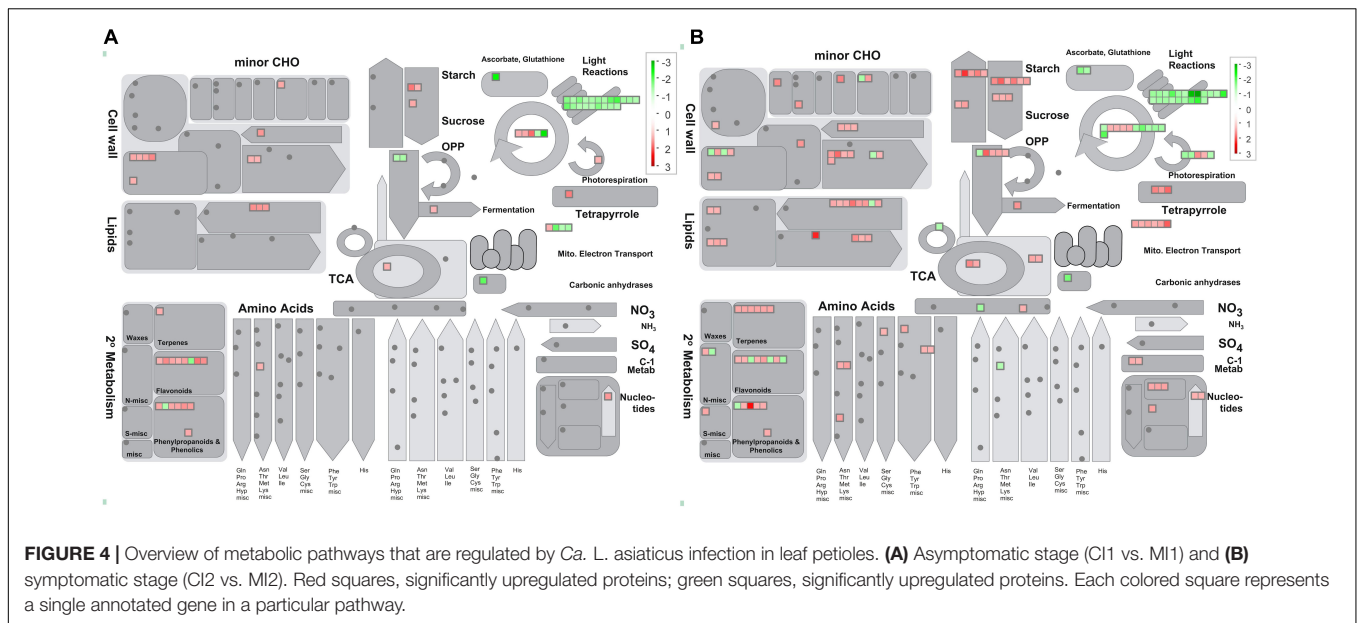 A
minor CHO
Cell wall
Lipids
2° Metabolism
Starch
Sucrose
OPP
Fermentation
TCA
Amino Acids
Ascorbate, Glutathione
Light
Reactions
Photorespiration
Tetrapyrrole
Mito. Electron Transport
Carbonic anhydrases
NO3
NH3
SO4
C-1
Metab
Nucleo-
tides
Waxes
Terpenes
Flavonoids
N-misc
S-misc
Phenylpropanoids &
Phenolics
misc
-3
-2
-1
0
1
2
3
Gln
Pro
Arg
Hyp
misc
Asn
Thr
Met
Lys
misc
Val
Leu
Ile
Ser
Gly
Cys
misc
Phe
Tyr
Trp
misc
His
Gln
Pro
Arg
Hyp
misc
Asn
Thr
Met
Lys
misc
Val
Leu
Ile
Ser
Gly
Cys
misc
Phe
Tyr
Trp
misc
His
B
minor CHO
Cell wall
Lipids
2° Metabolism
Starch
Sucrose
OPP
Fermentation
TCA
Amino Acids
Ascorbate, Glutathione
Light
Reactions
Photorespiration
Tetrapyrrole
Mito. Electron Transport
Carbonic anhydrases
NO3
NH3
SO4
C-1
Metab
Nucleo-
tides
Waxes
Terpenes
Flavonoids
N-misc
S-misc
Phenylpropanoids &
Phenolics
misc
-3
-2
-1
0
1
2
3
Gln
Pro
Arg
Hyp
misc
Asn
Thr
Met
Lys
misc
Val
Leu
Ile
Ser
Gly
Cys
misc
Phe
Tyr
Trp
misc
His
Gln
Pro
Arg
Hyp
misc
Asn
Thr
Met
Lys
misc
Val
Leu
Ile
Ser
Gly
Cys
misc
Phe
Tyr
Trp
misc
His
FIGURE 4 | Overview of metabolic pathways that are regulated by Ca. L. asiaticus infection in leaf petioles. (A) Asymptomatic stage (CI1 vs. MI1) and (B)
symptomatic stage (CI2 vs. MI2). Red squares, significantly upregulated proteins; green squares, significantly upregulated proteins. Each colored square represents
a single annotated gene in a particular pathway.